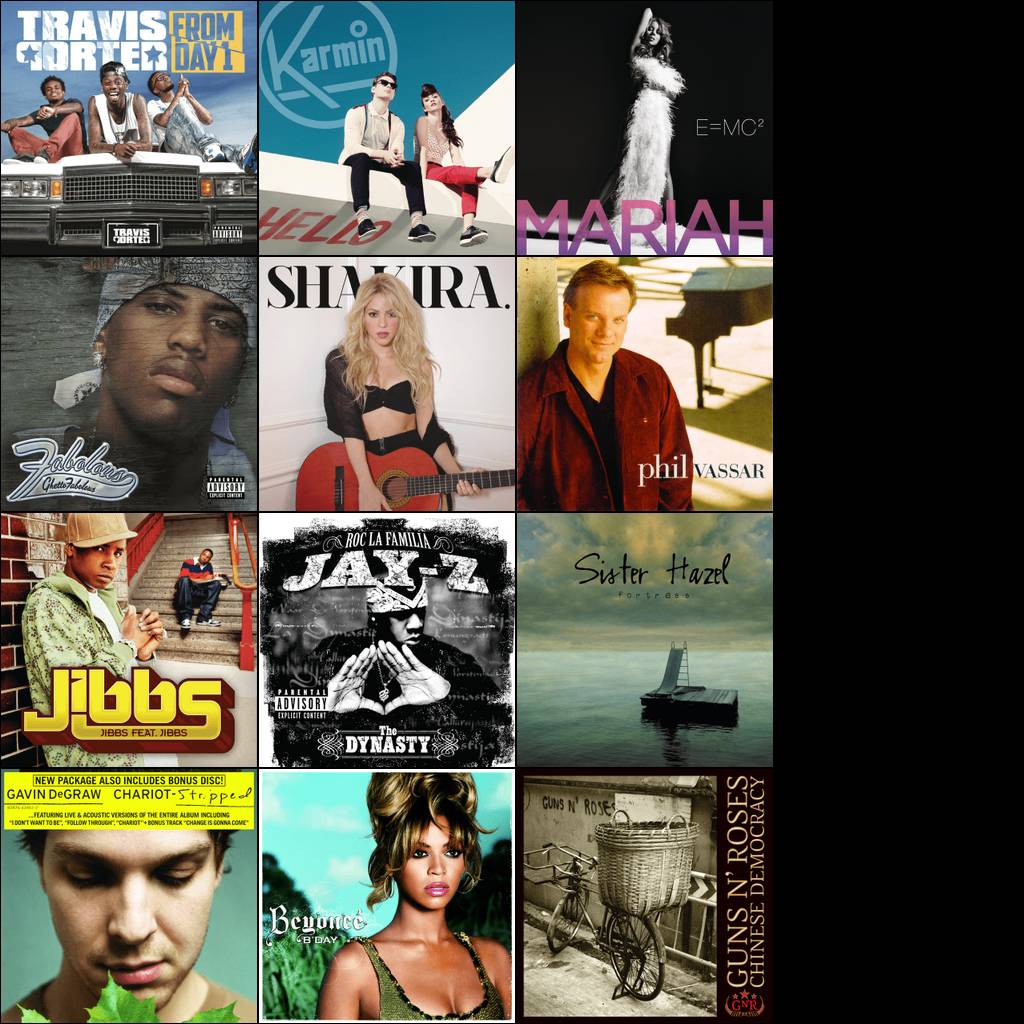 TRAVIS PORTER
FROM DAY 1
TRAVIS PORTER
PARENTAL
ADVISORY
EXPLICIT CONTENT
Karmin
HELLO
E=MC²
MARIAH
Fabolous
Ghetto Fabolous
PARENTAL
ADVISORY
EXPLICIT CONTENT
SHAKIRA.
phil VASSAR
Jibbs
JIBBS FEAT. JIBBS
ROC LA FAMILIA
JAY-Z
PARENTAL
ADVISORY
EXPLICIT CONTENT
The
DYNASTY
Sister Hazel
fortress
NEW PACKAGE ALSO INCLUDES BONUS DISC!
GAVIN DeGRAW CHARIOT-Stripped
...FEATURING LIVE & ACOUSTIC VERSIONS OF THE ENTIRE ALBUM INCLUDING
"I DON'T WANT TO BE", "FOLLOW THROUGH", "CHARIOT" + BONUS TRACK "CHANGE IS GONNA COME"
Beyoncé
B'DAY
GUNS N' ROSES
GUNS N' ROSES
CHINESE DEMOCRACY
GNR